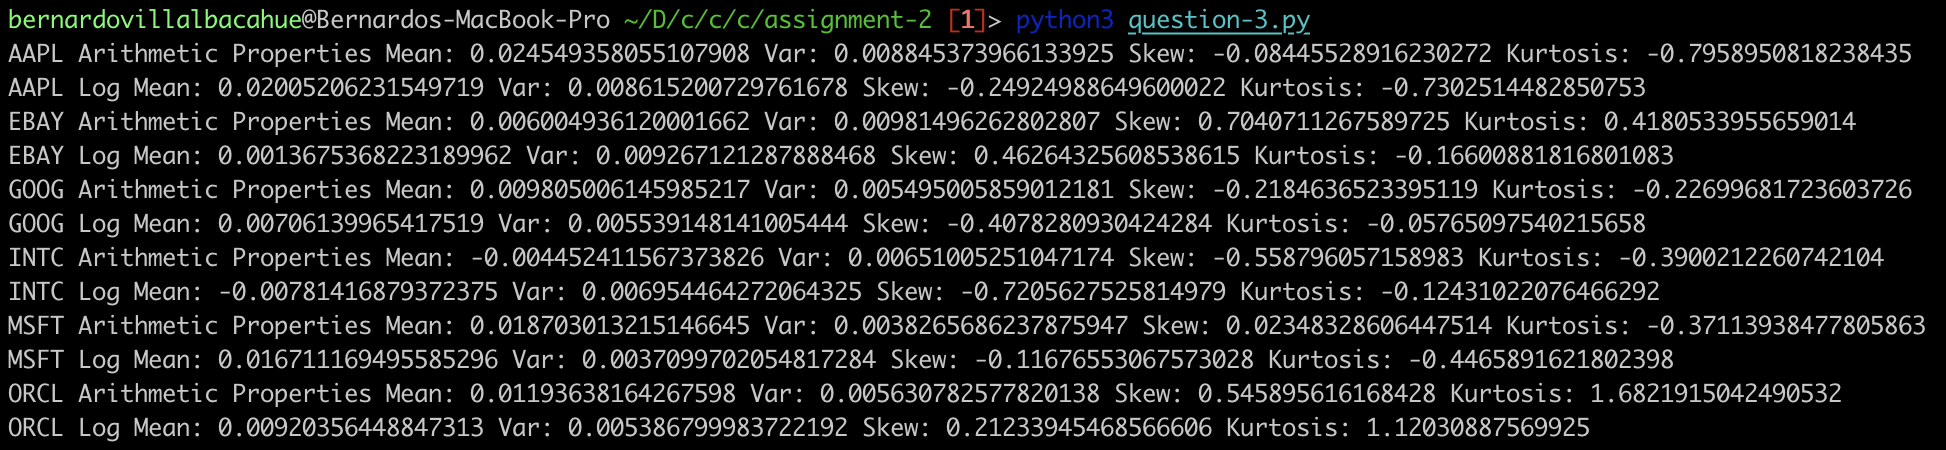 bernardovillalbacahue@Bernardos-MacBook-Pro ~/D/c/c/c/assignment-2 [1]> python3 question-3.py
AAPL Arithmetic Properties Mean: 0.024549358055107908 Var: 0.008845373966133925 Skew: -0.08445528916230272 Kurtosis: -0.7958950818238435
AAPL Log Mean: 0.02005206231549719 Var: 0.008615200729761678 Skew: -0.24924988649600022 Kurtosis: -0.7302514482850753
EBAY Arithmetic Properties Mean: 0.006004936120001662 Var: 0.00981496262802807 Skew: 0.7040711267589725 Kurtosis: 0.4180533955659014
EBAY Log Mean: 0.0013675368223189962 Var: 0.009267121287888468 Skew: 0.46264325608538615 Kurtosis: -0.16600881816801083
GOOG Arithmetic Properties Mean: 0.009805006145985217 Var: 0.005495005859012181 Skew: -0.2184636523395119 Kurtosis: -0.22699681723603726
GOOG Log Mean: 0.00706139965417519 Var: 0.005539148141005444 Skew: -0.4078280930424284 Kurtosis: -0.05765097540215658
INTC Arithmetic Properties Mean: -0.004452411567373826 Var: 0.00651005251047174 Skew: -0.558796057158983 Kurtosis: -0.3900212260742104
INTC Log Mean: -0.007814168793723​75 Var: 0.006954464272064325 Skew: -0.7205627525814979 Kurtosis: -0.12431022076466292
MSFT Arithmetic Properties Mean: 0.018703013215146645 Var: 0.0038265686237875947 Skew: 0.02348328606447514 Kurtosis: -0.37113938477805863
MSFT Log Mean: 0.016711169495585296 Var: 0.0037099702054817284 Skew: -0.11676553067573028 Kurtosis: -0.4465891621802398
ORCL Arithmetic Properties Mean: 0.01193638164267598 Var: 0.005630782577820138 Skew: 0.545895616168428 Kurtosis: 1.6821915042490532
ORCL Log Mean: 0.00920356448847313 Var: 0.005386799983722192 Skew: 0.21233945468566606 Kurtosis: 1.12030887569925